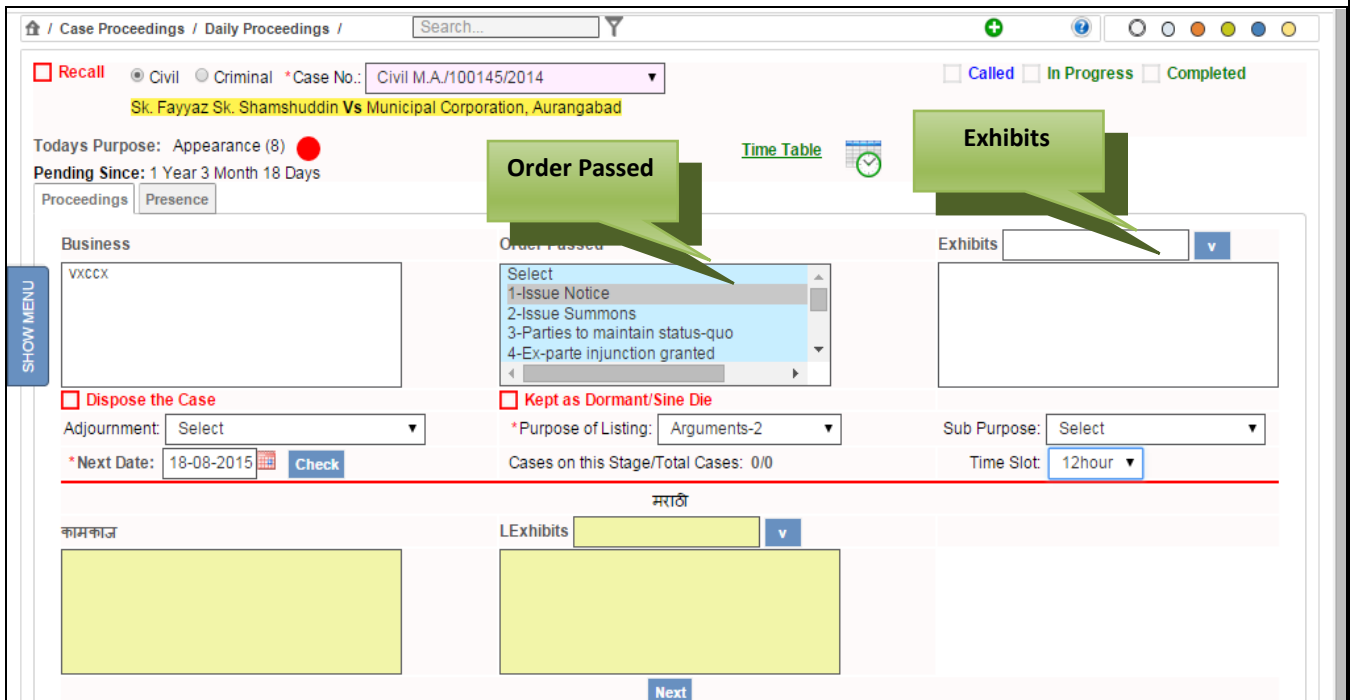 / Case Proceedings / Daily Proceedings / Search...
Recall Civil Criminal *Case No.: Civil M.A./100145/2014 Called In Progress Completed
Sk. Fayyaz Sk. Shamshuddin Vs Municipal Corporation, Aurangabad
Todays Purpose: Appearance (8) Time Table
Pending Since: 1 Year 3 Month 18 Days
Order Passed
Exhibits
Proceedings Presence
Business Order Passed Exhibits v
vxccx
Select
1-Issue Notice
2-Issue Summons
3-Parties to maintain status-quo
4-Ex-parte injunction granted
SHOW MENU
Dispose the Case Kept as Dormant/Sine Die
Adjournment: Select *Purpose of Listing: Arguments-2 Sub Purpose: Select
*Next Date: 18-08-2015 Check Cases on this Stage/Total Cases: 0/0 Time Slot: 12hour
मराठी
कामकाज LExhibits v
Next